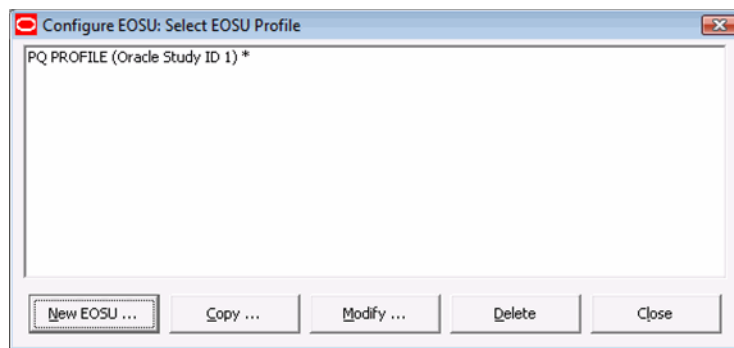 Configure EOSU: Select EOSU Profile
PQ PROFILE (Oracle Study ID 1) *
New EOSU ... Copy ... Modify ... Delete Close